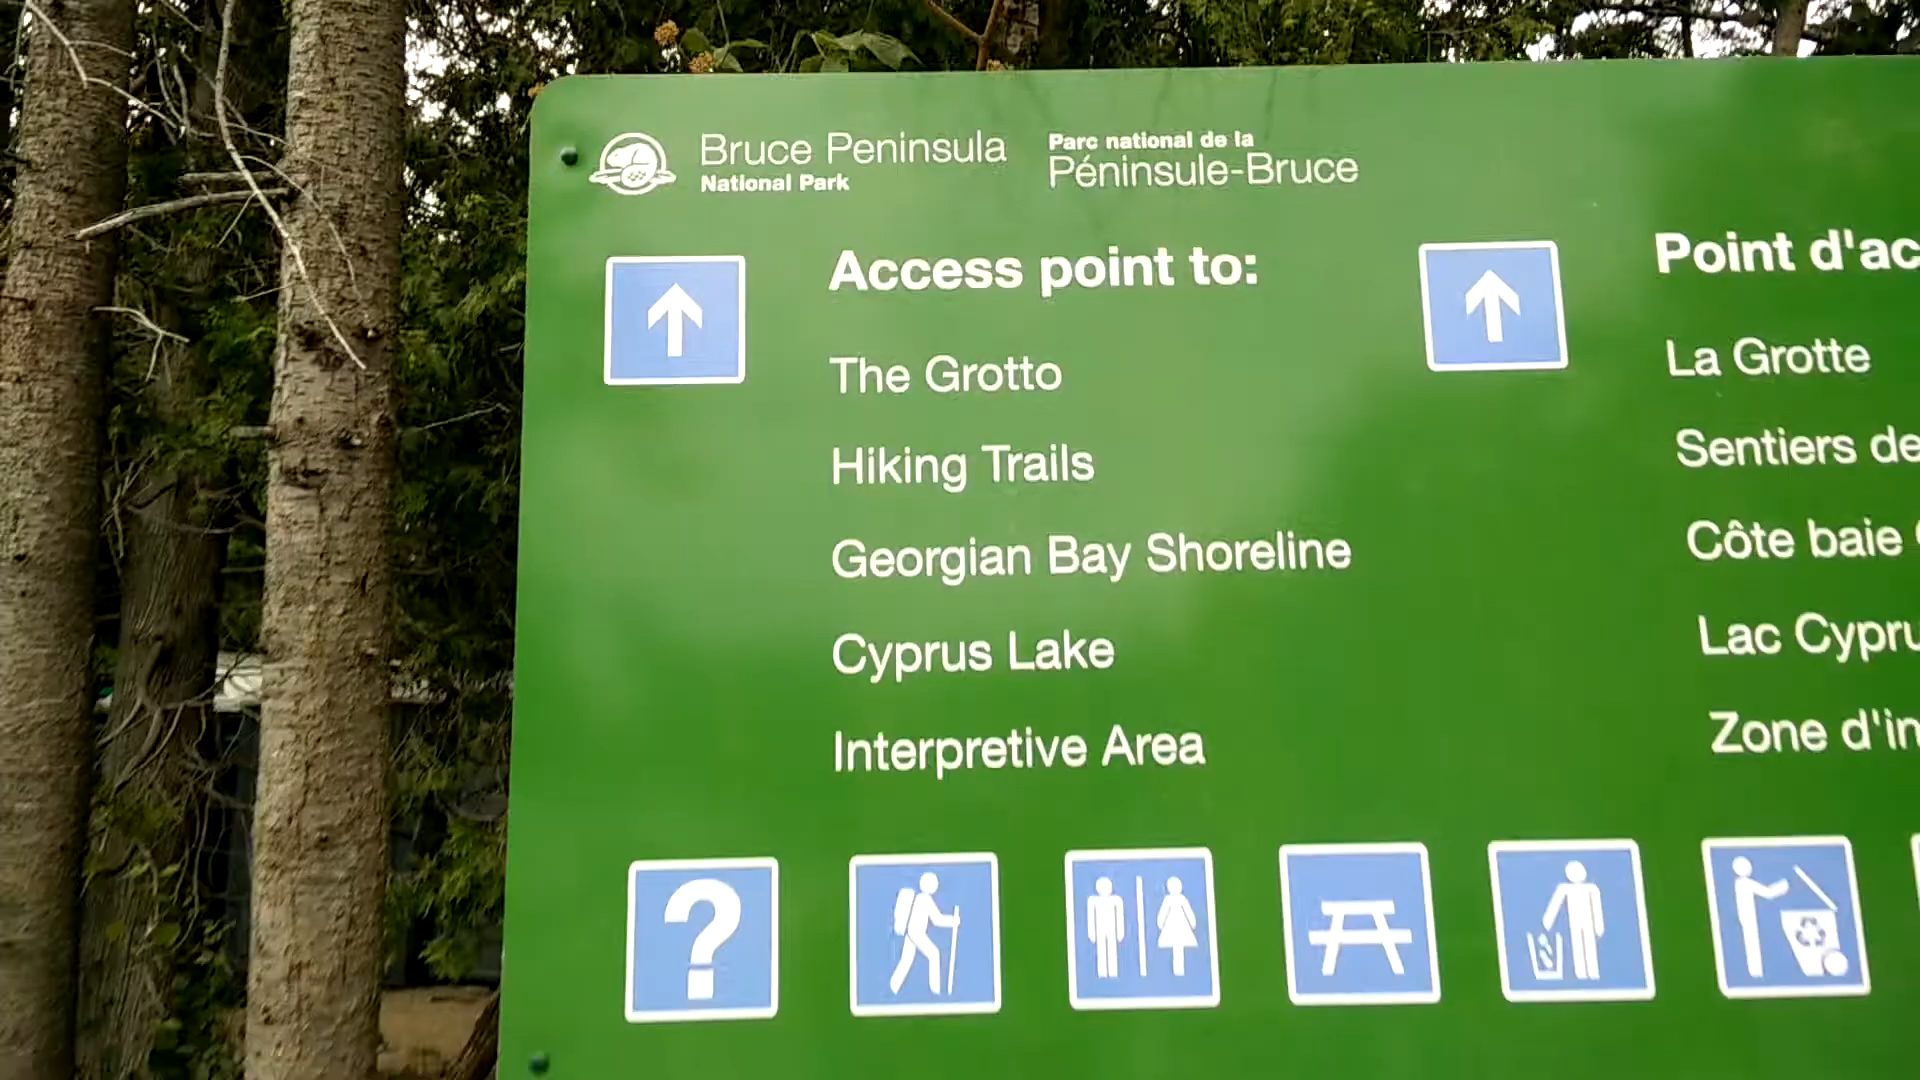 Bruce Peninsula
National Park
Parc national de la
Péninsule-Bruce
Access point to:
The Grotto
Hiking Trails
Georgian Bay Shoreline
Cyprus Lake
Interpretive Area
Point d'ac
La Grotte
Sentiers de
Côte baie
Lac Cypru
Zone d'in
?